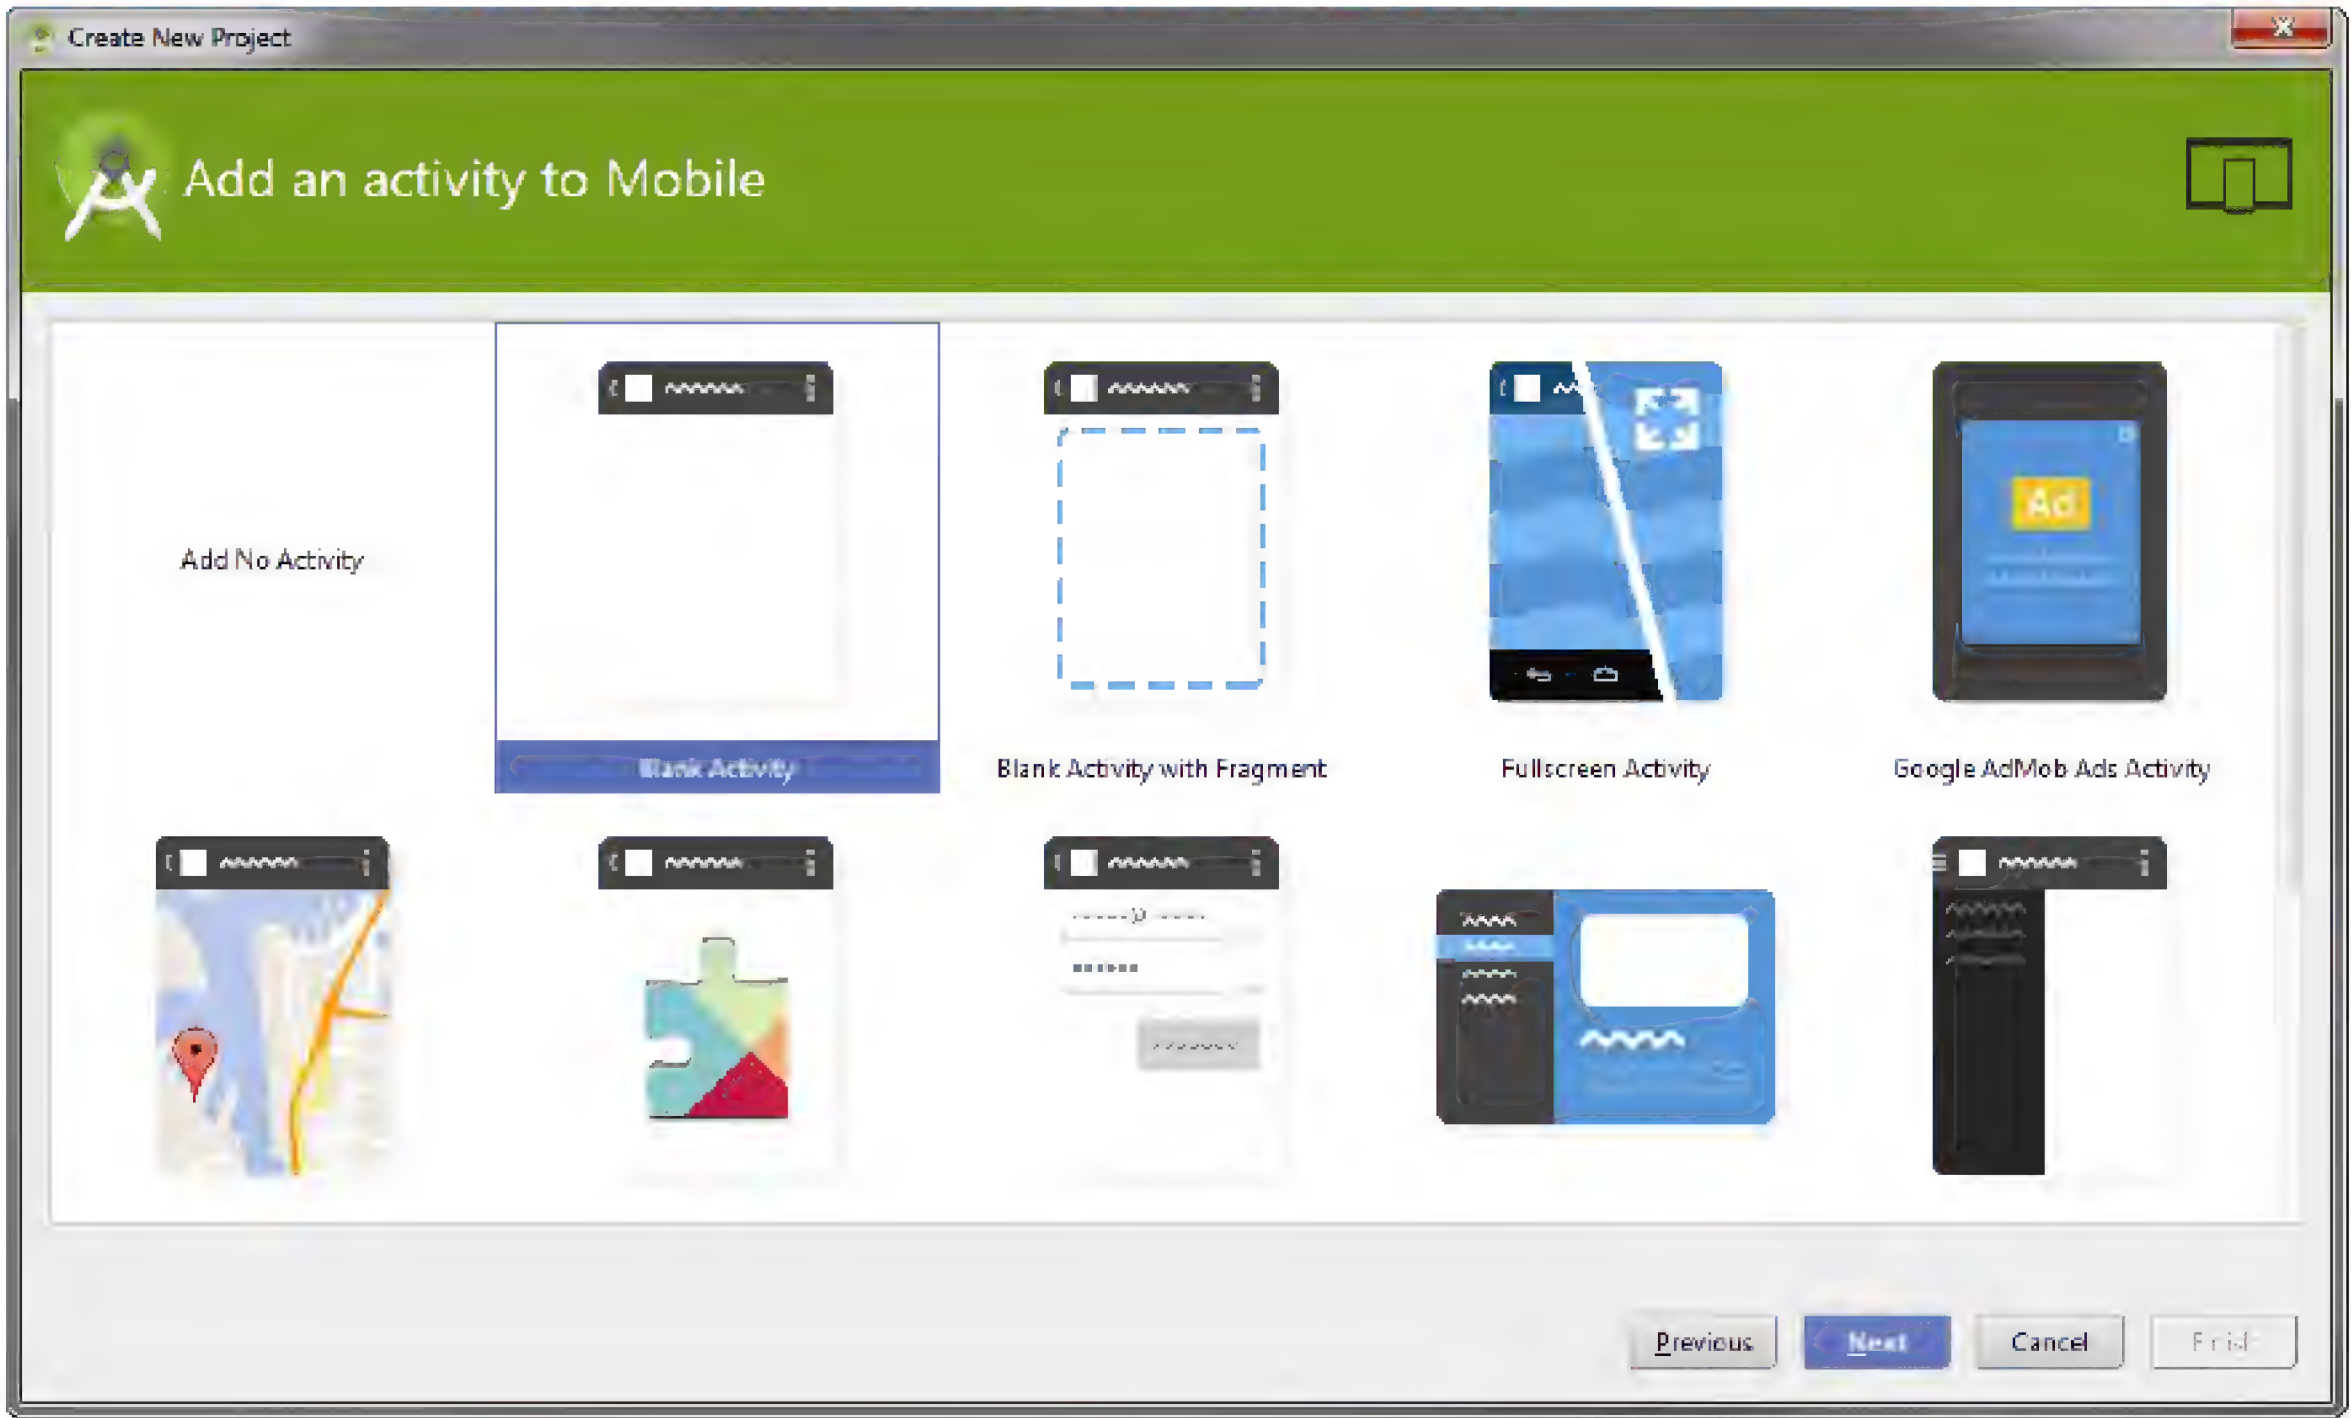 Create New Project
Add an activity to Mobile
Add No Activity
Ad
Blank Activity
Blank Activity with Fragment
Fullscreen Activity
Google AdMob Ads Activity
Previous
Next
Cancel
Finish